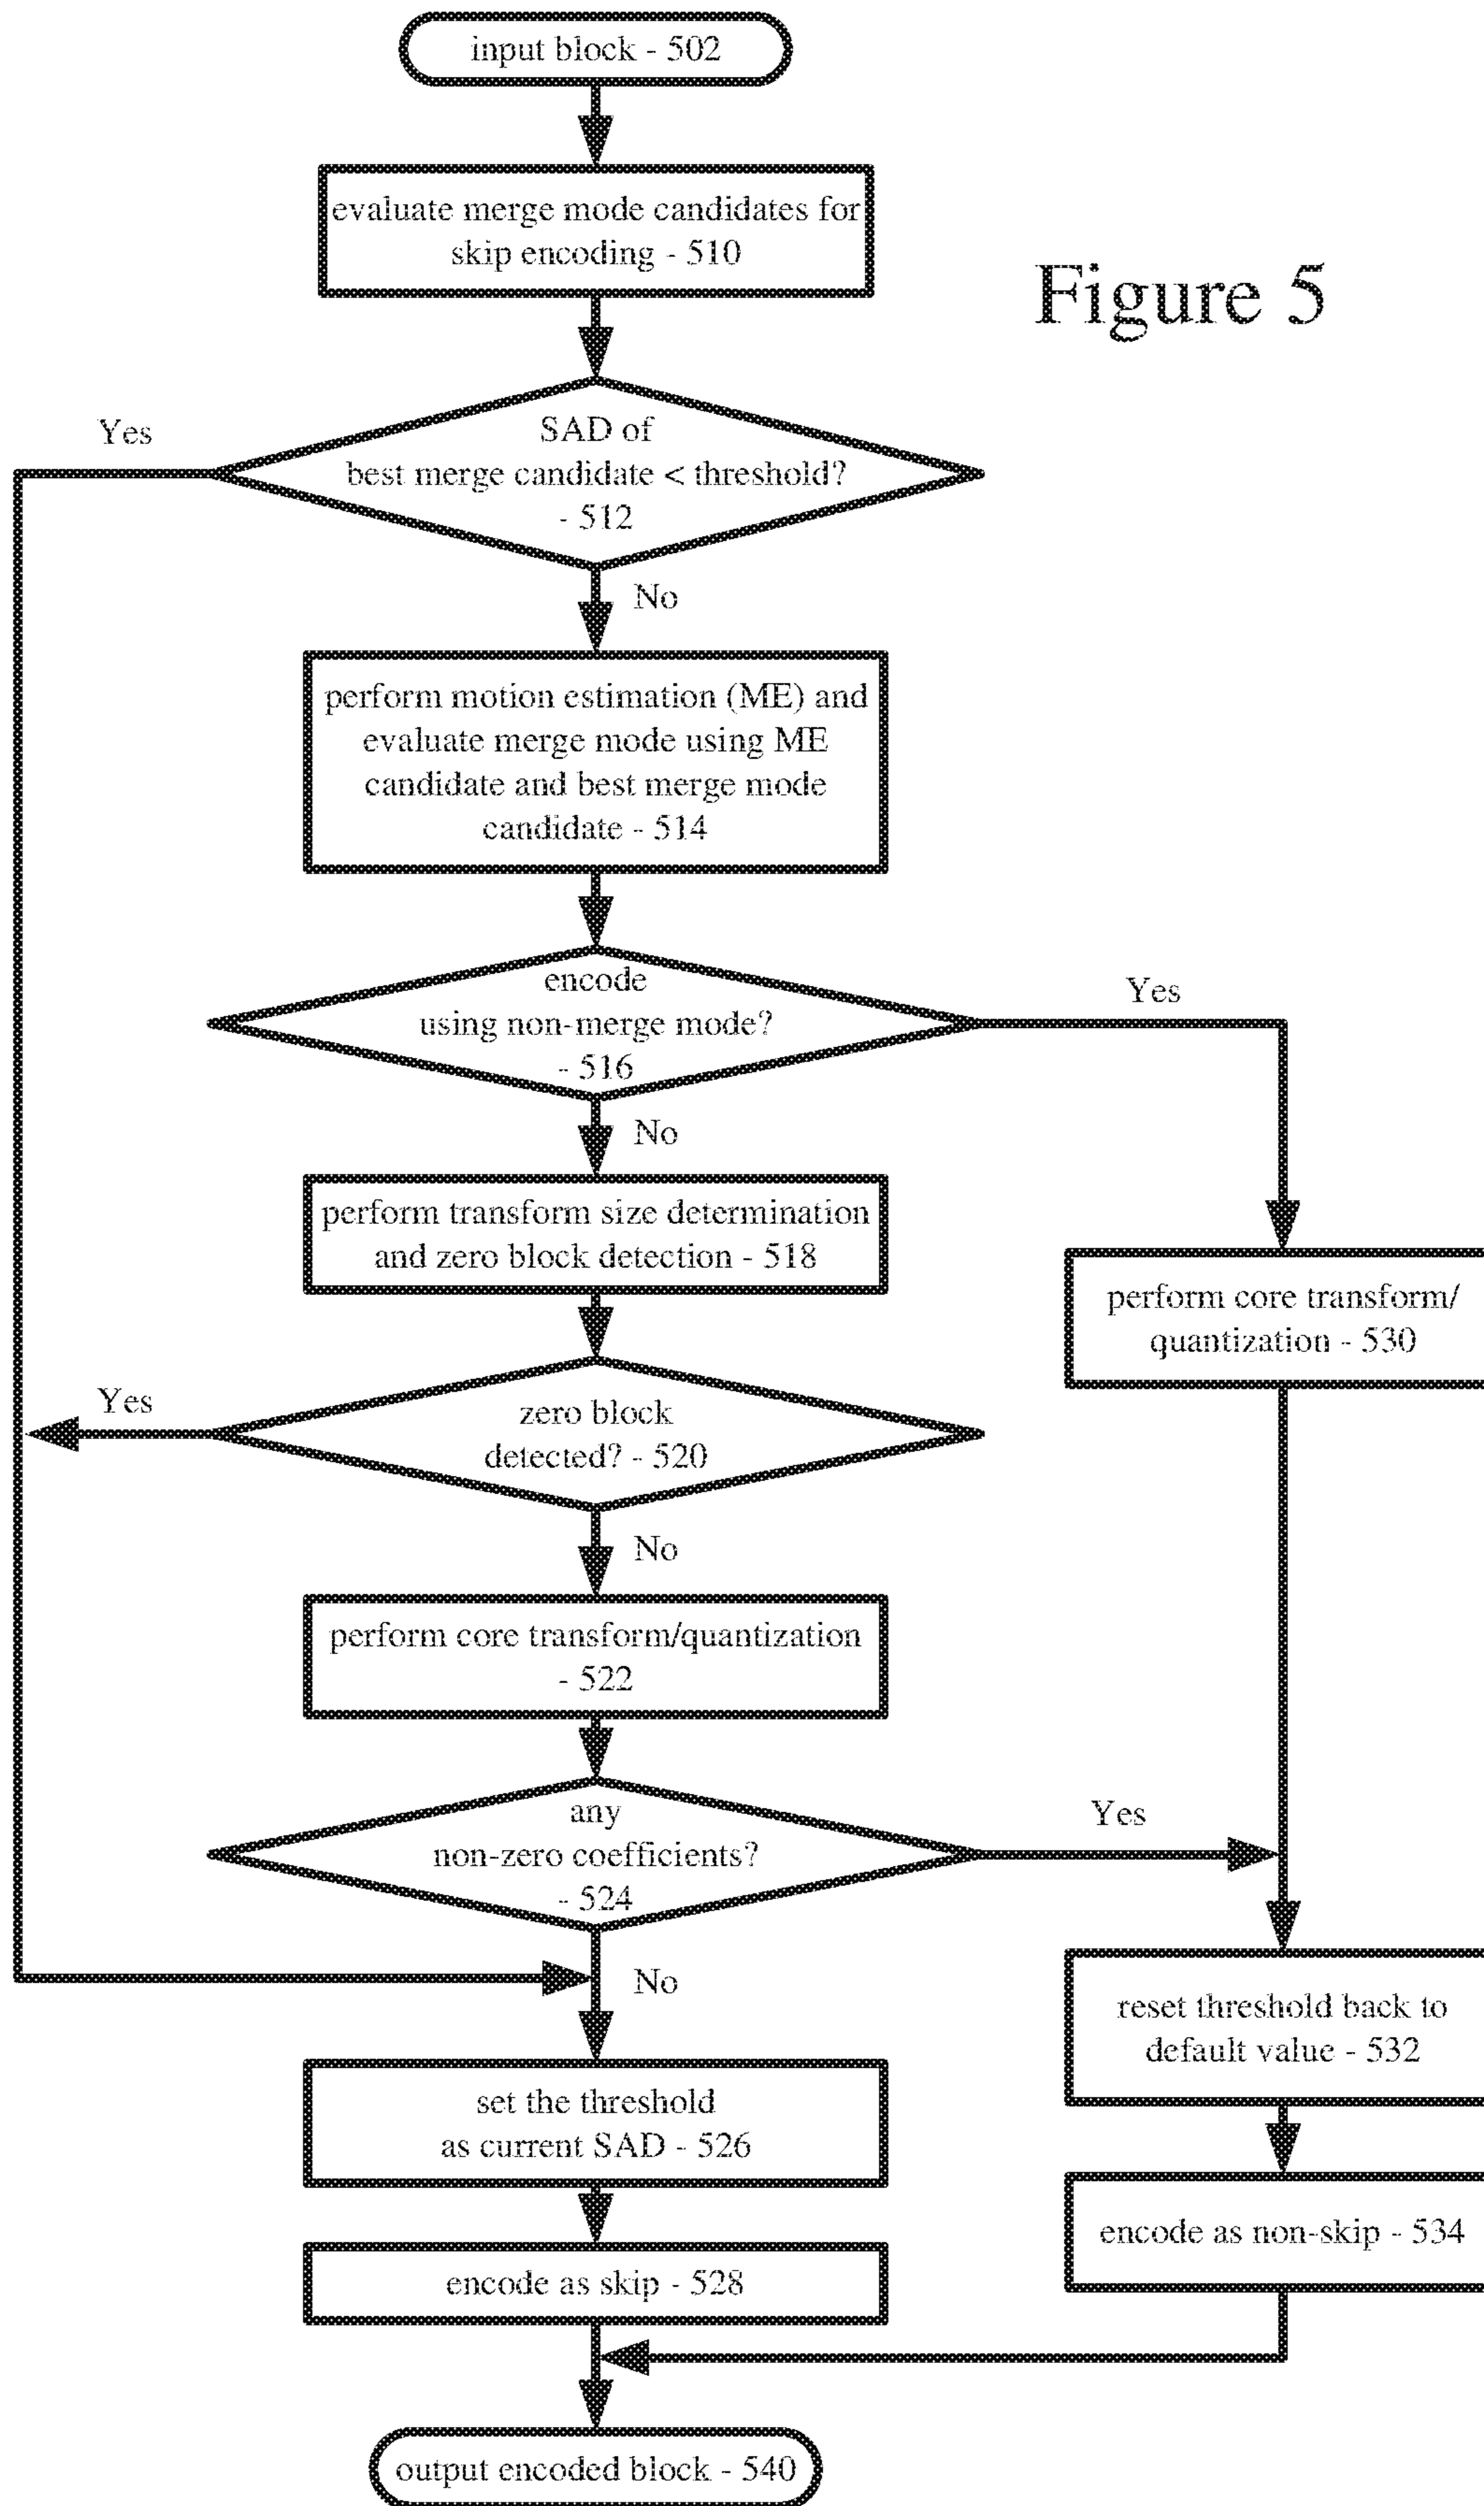 input block - 502
evaluate merge mode candidates for
skip encoding - 510
Figure 5
Yes
SAD of
best merge candidate < threshold?
- 512
No
perform motion estimation (ME) and
evaluate merge mode using ME
candidate and best merge mode
candidate - 514
encode
using non-merge mode?
- 516
Yes
No
perform transform size determination
and zero block detection - 518
perform core transform/
quantization - 530
Yes
zero block
detected? - 520
No
perform core transform/quantization
- 522
any
non-zero coefficients?
- 524
Yes
No
reset threshold back to
default value - 532
set the threshold
as current SAD - 526
encode as non-skip - 534
encode as skip - 528
output encoded block - 540